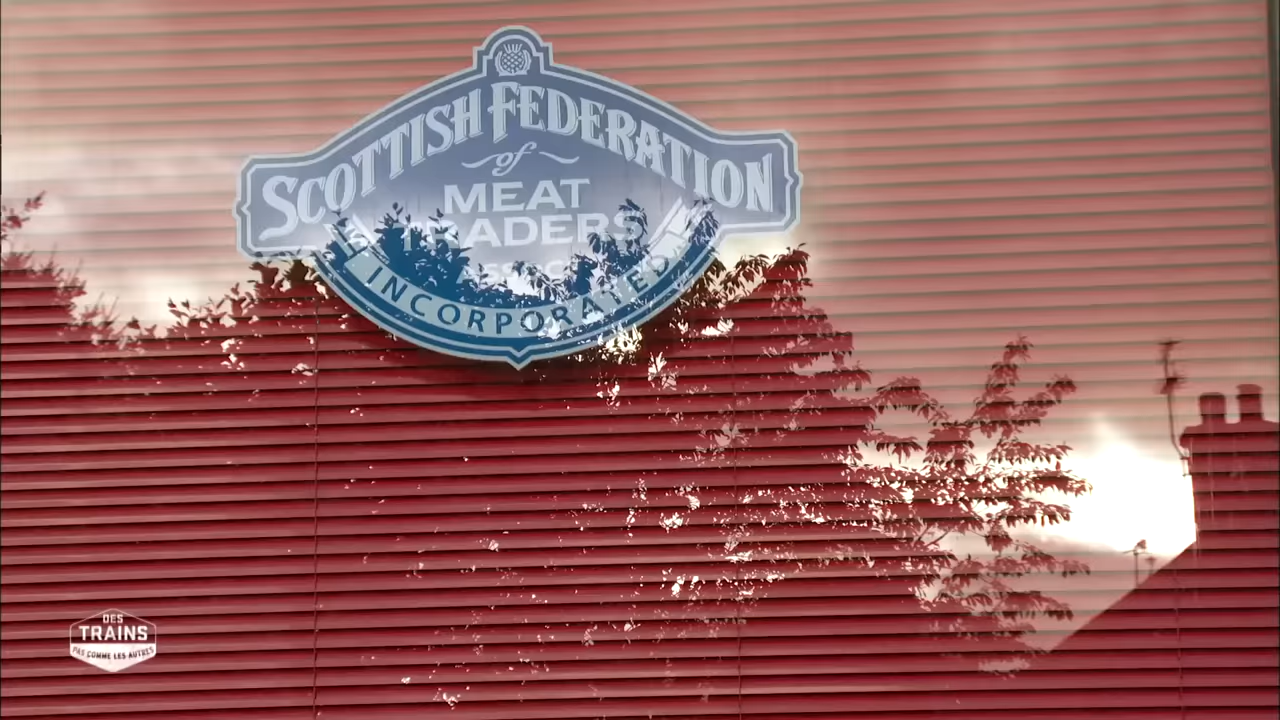 SCOTTISH FEDERATION
of
MEAT
TRADERS
INCORPORATED
DES
TRAINS
PAS COMME LES AUTRES